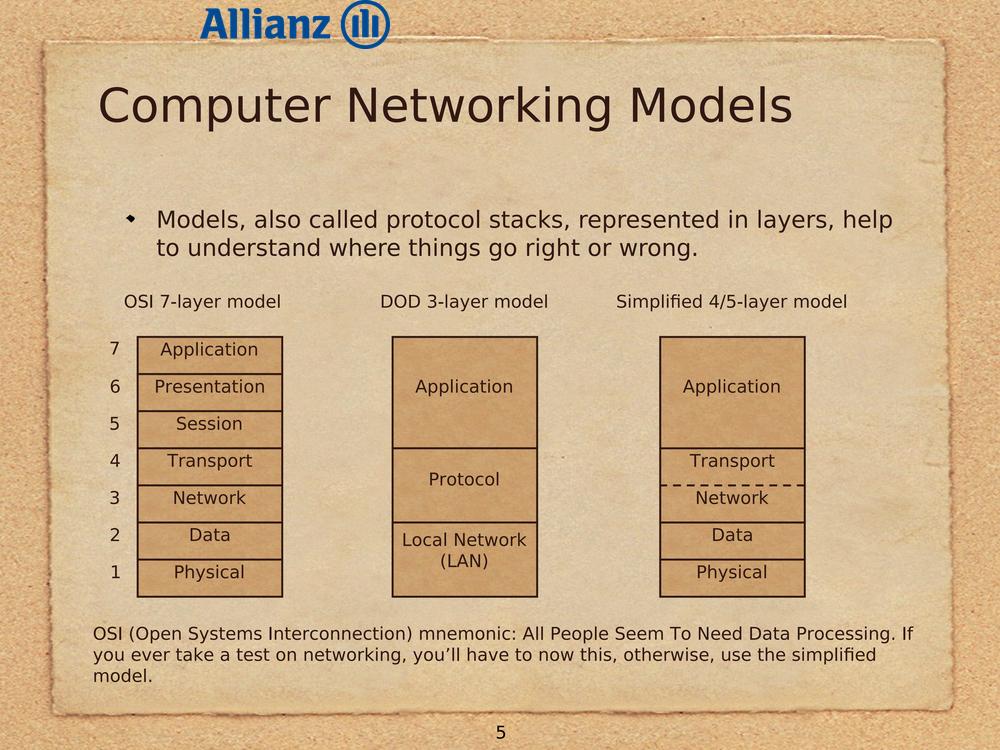 Allianz
Computer Networking Models
Models, also called protocol stacks, represented in layers, help
to understand where things go right or wrong.
OSI 7-layer model
DOD 3-layer model
Simplified 4/5-layer model
7 Application
6 Presentation
5 Session
4 Transport
3 Network
2 Data
1 Physical
Application
Protocol
Local Network
(LAN)
Application
Transport
Network
Data
Physical
OSI (Open Systems Interconnection) mnemonic: All People Seem To Need Data Processing. If
you ever take a test on networking, you’ll have to now this, otherwise, use the simplified
model.
5